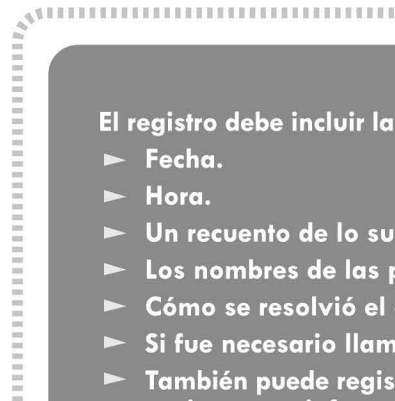 El registro debe incluir la
Fecha.
Hora.
Un recuento de lo su
Los nombres de las p
Cómo se resolvió el
Si fue necesario llam
También puede regis